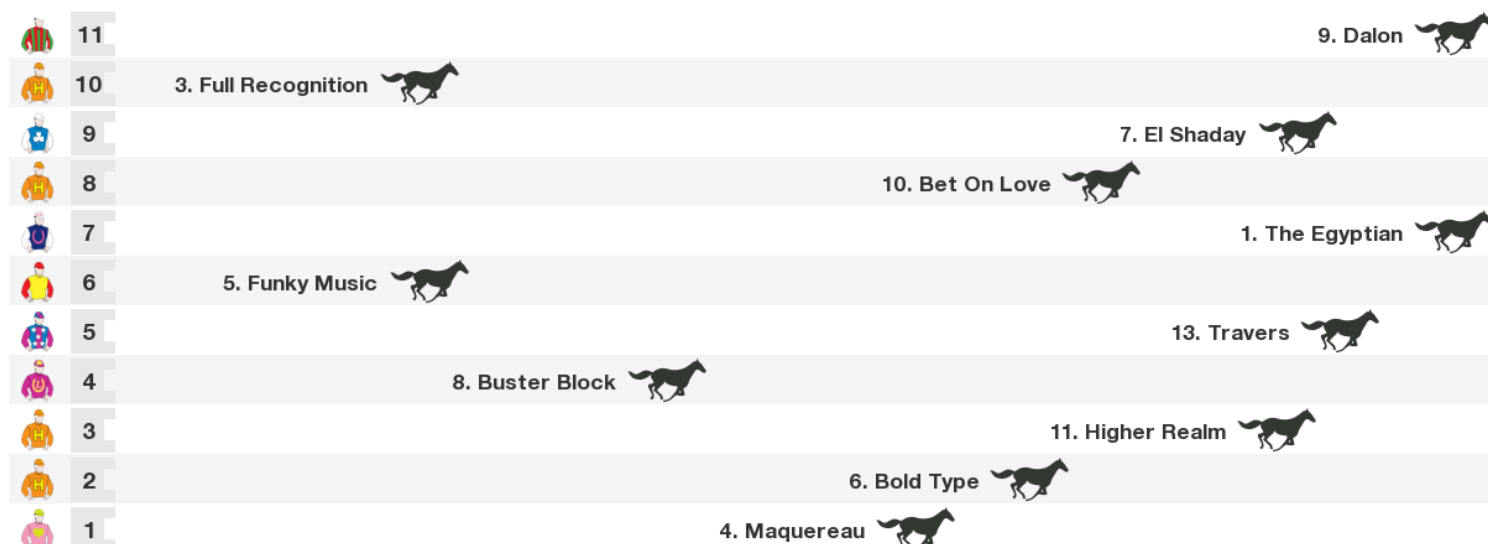 11 9. Dalon
10 3. Full Recognition
9 7. El Shaday
8 10. Bet On Love
7 1. The Egyptian
6 5. Funky Music
5 13. Travers
4 8. Buster Block
3 11. Higher Realm
2 6. Bold Type
1 4. Maquereau